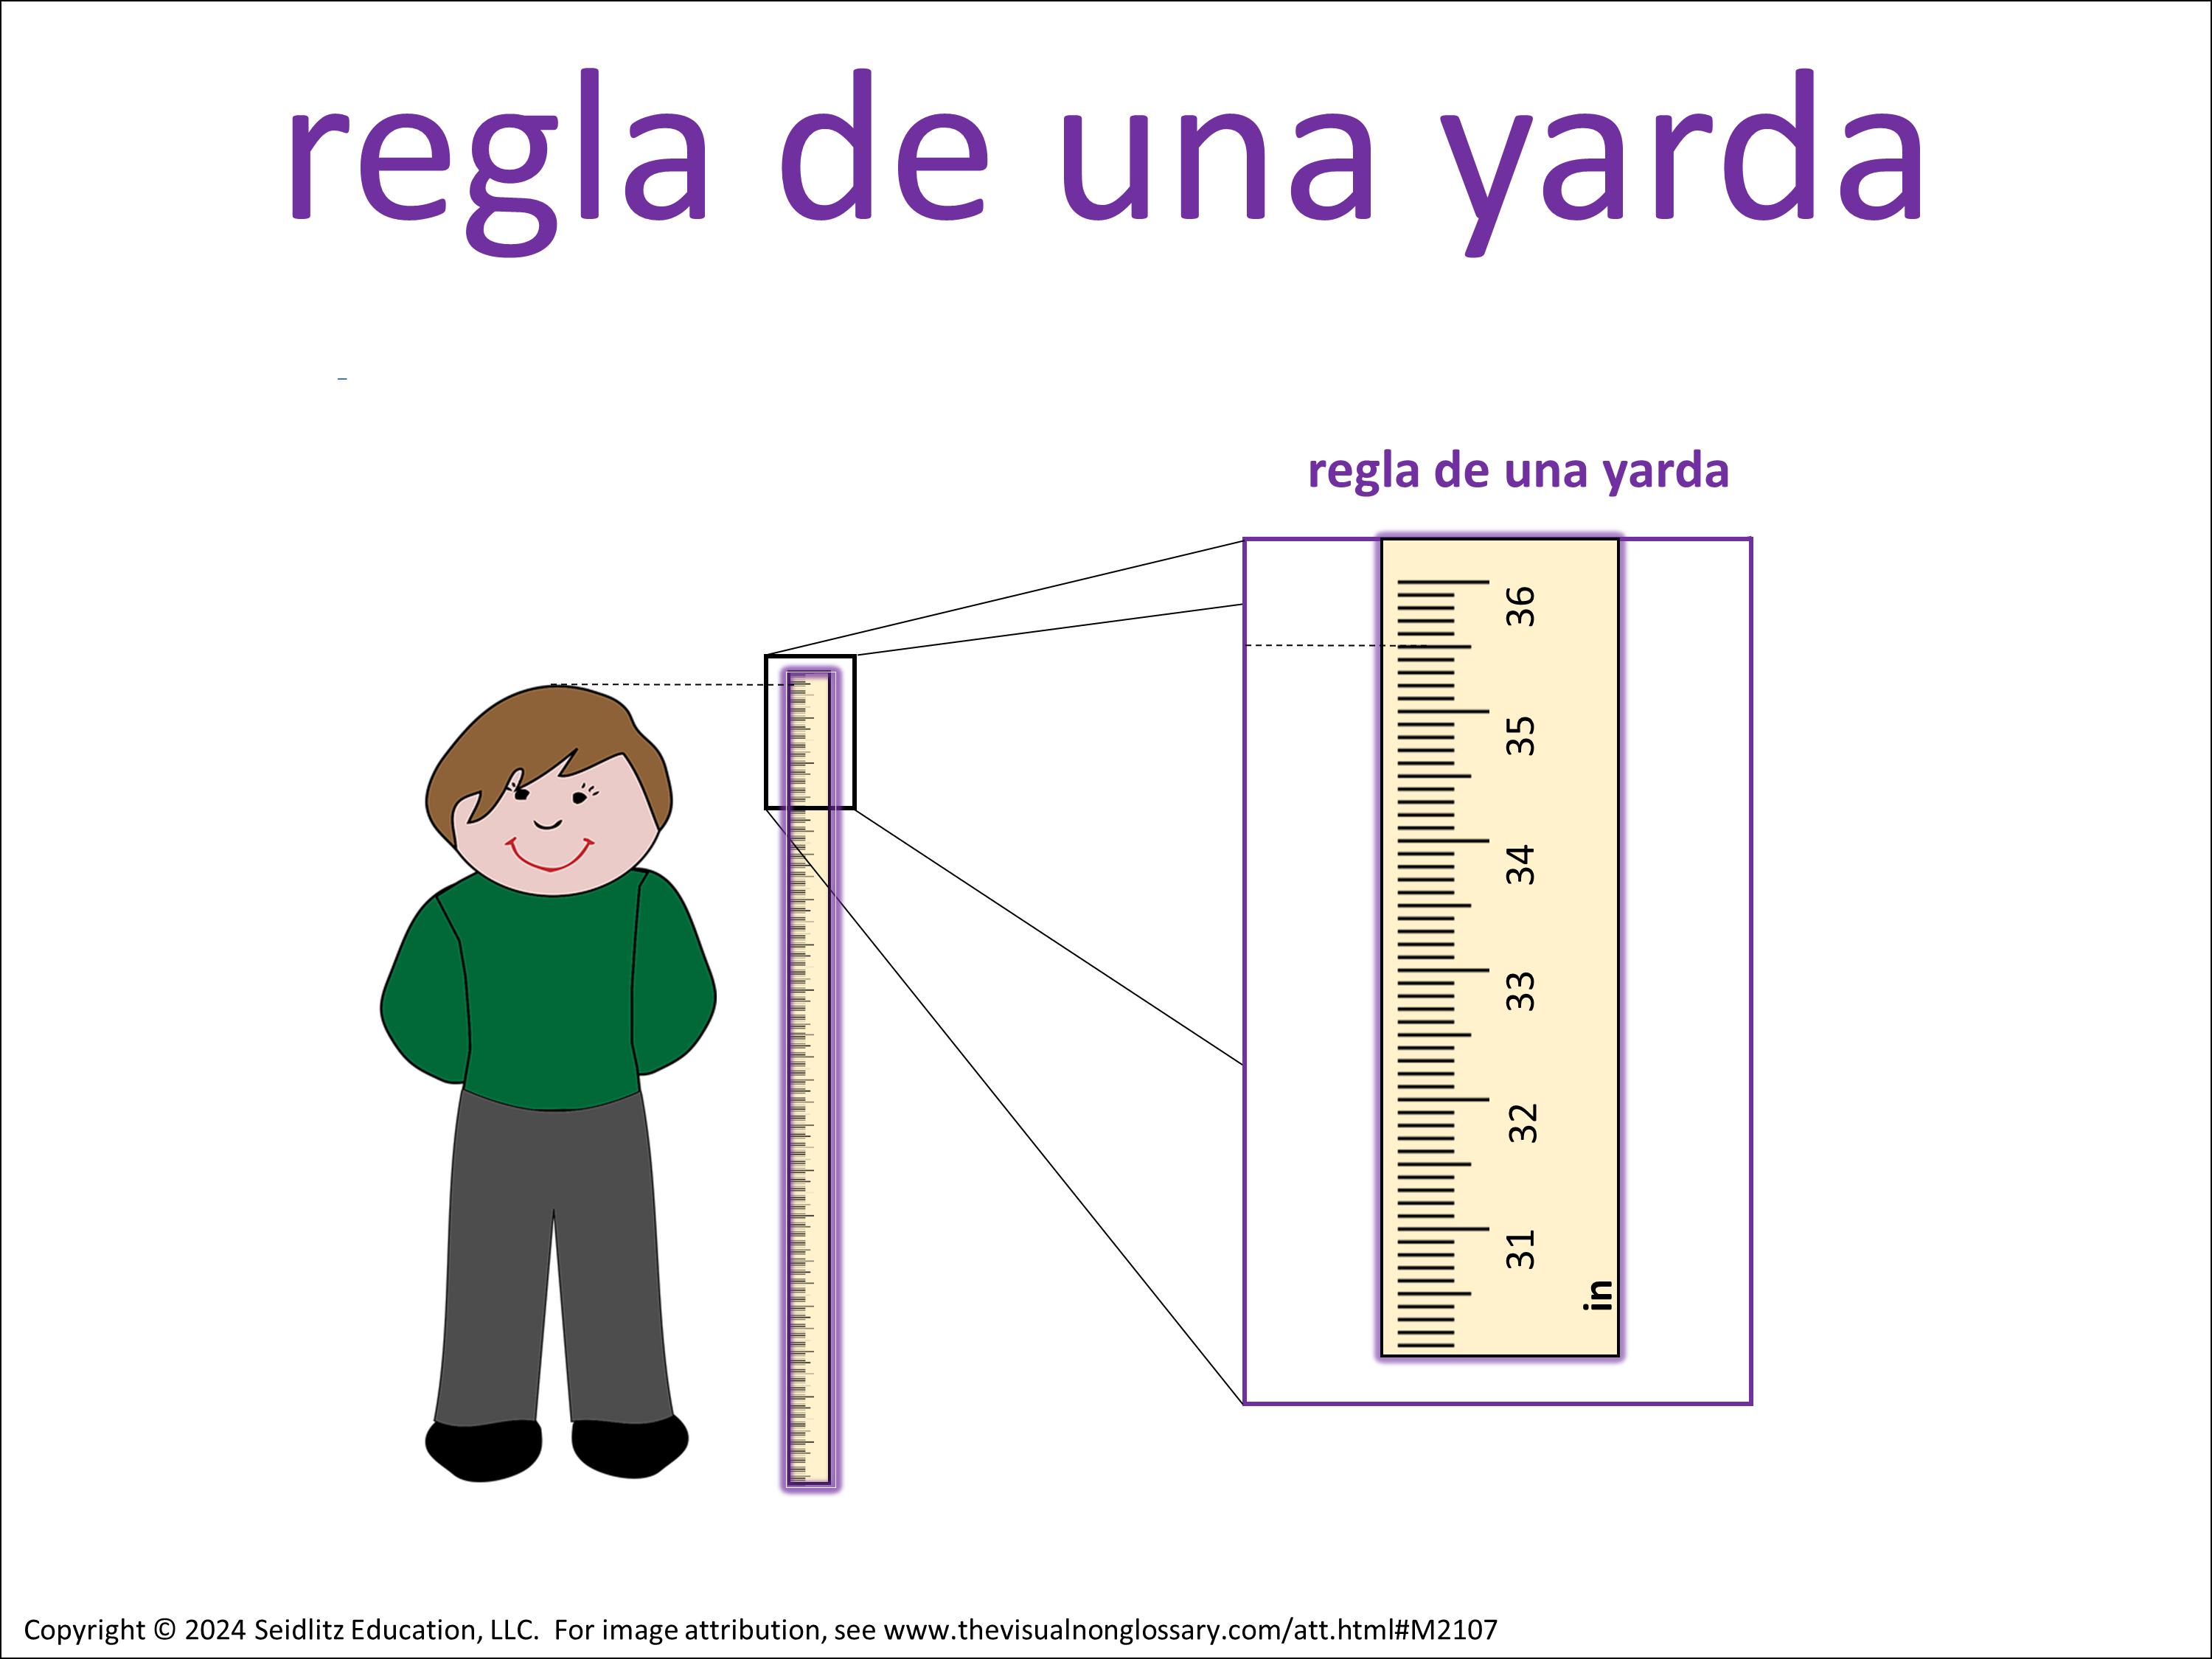 regla de una yarda
regla de una yarda
36
35
34
33
32
31
in
Copyright © 2024 Seidlitz Education, LLC.  For image attribution, see www.thevisualnonglossary.com/att.html#M2107